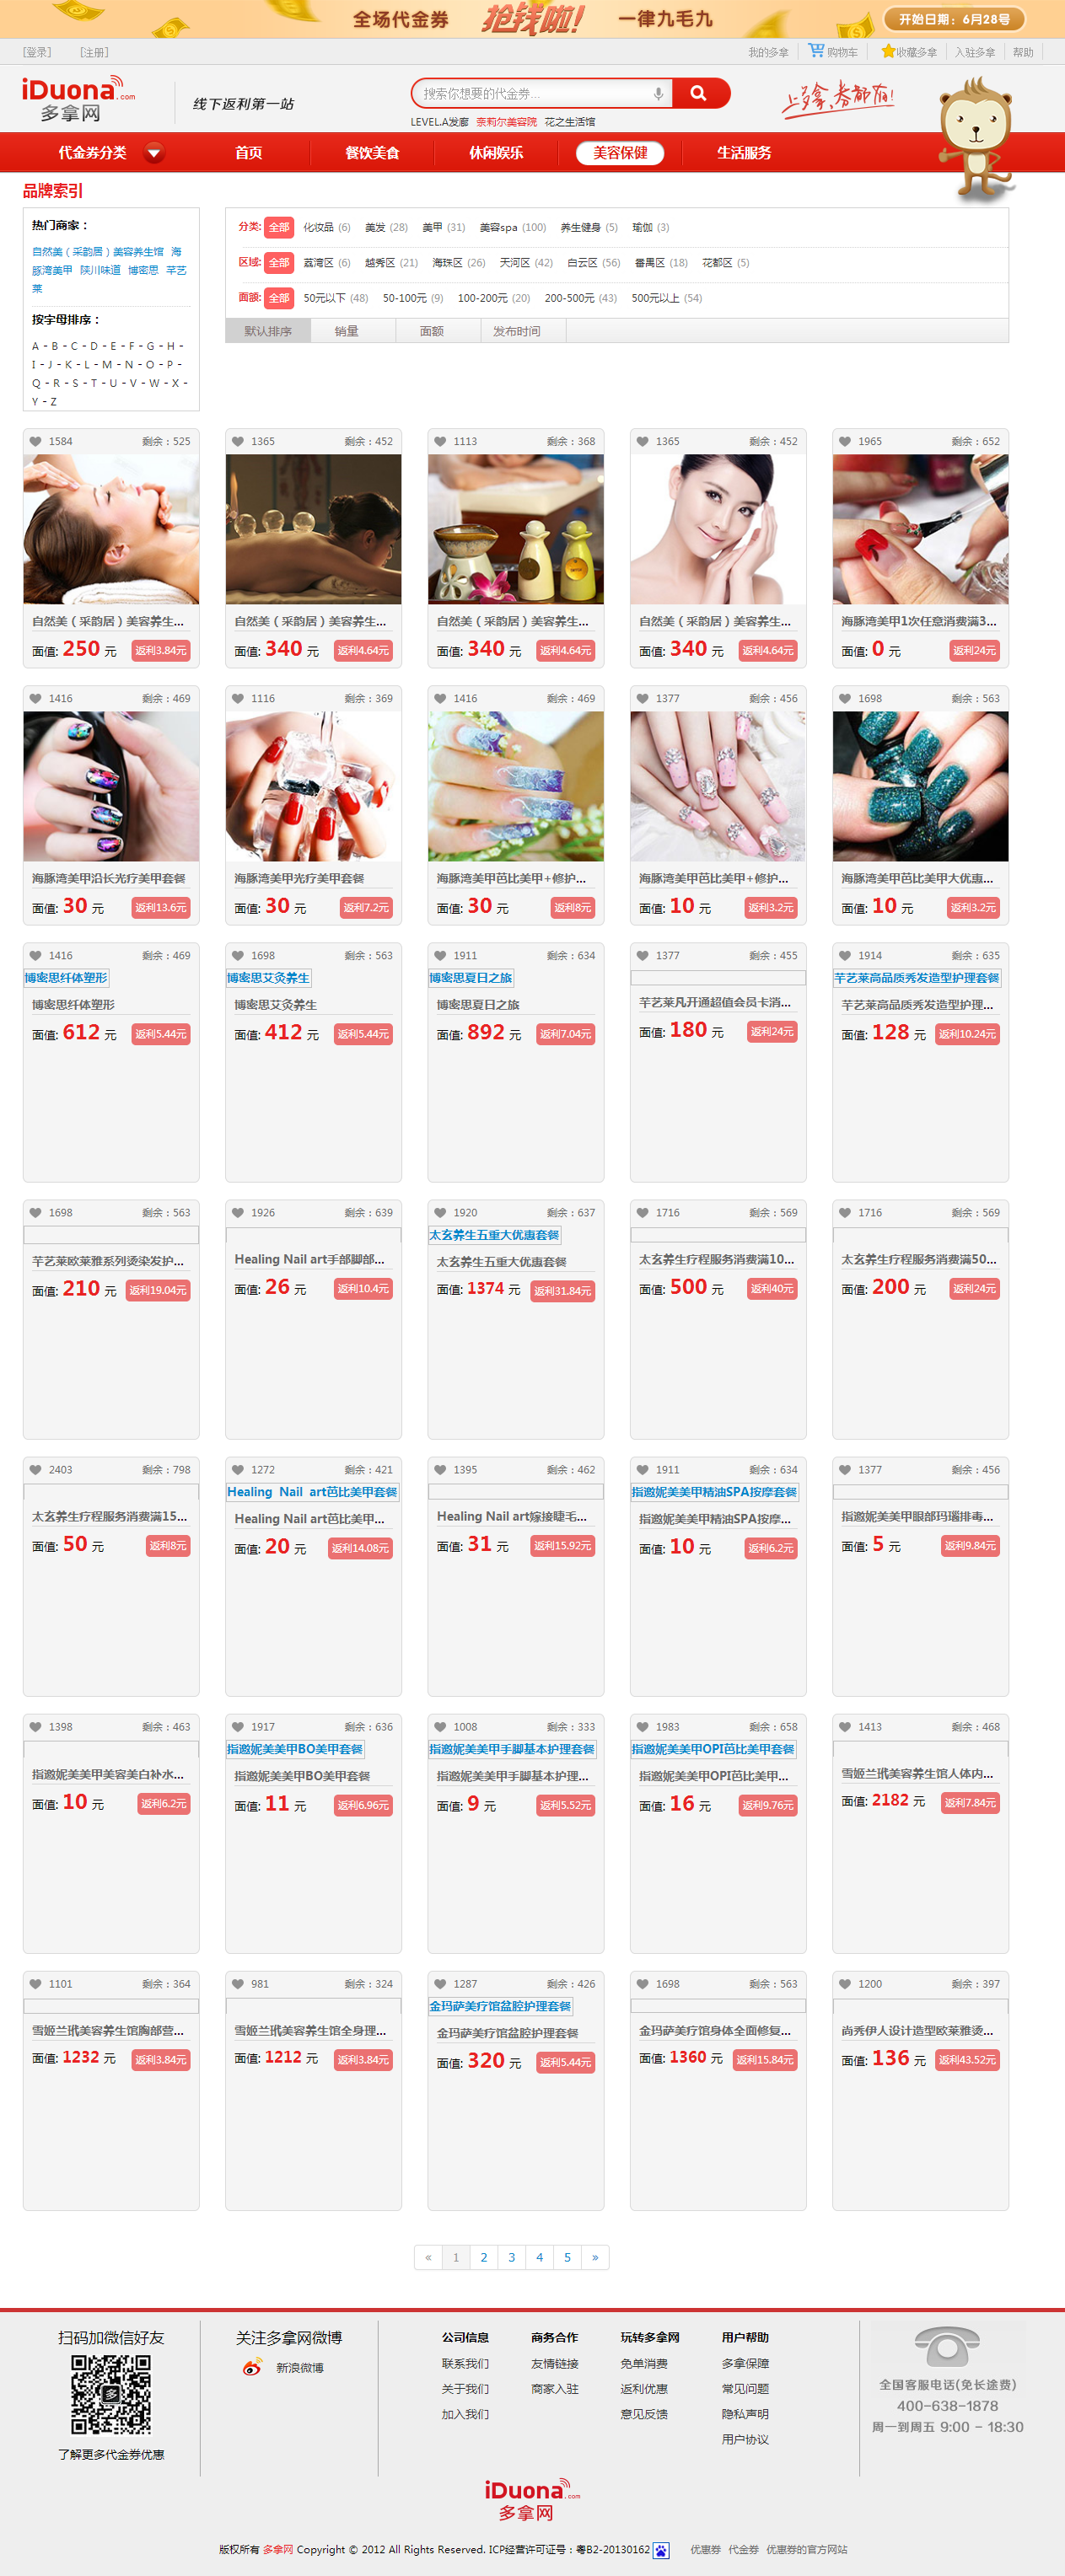 全场代金券 抢钱啦! 一律九毛九 开始日期：6月28号
[登录] [注册] 我的多拿 购物车 收藏多拿 入驻多拿 帮助
iDuona.com
多拿网
线下返利第一站
搜索你想要的代金券...
上多拿,券都有!
LEVEL.A发廊 奈莉尔美容院 花之生活馆
代金券分类 首页 餐饮美食 休闲娱乐 美容保健 生活服务
品牌索引
热门商家：
自然美（采韵居）美容养生馆 海
豚湾美甲 陕川味道 博密思 芊艺
莱
按字母排序：
A - B - C - D - E - F - G - H -
I - J - K - L - M - N - O - P -
Q - R - S - T - U - V - W - X -
Y - Z
分类: 全部 化妆品 (6) 美发 (28) 美甲 (31) 美容spa (100) 养生健身 (5) 瑜伽 (3)
区域: 全部 荔湾区 (6) 越秀区 (21) 海珠区 (26) 天河区 (42) 白云区 (56) 番禺区 (18) 花都区 (5)
面额: 全部 50元以下 (48) 50-100元 (9) 100-200元 (20) 200-500元 (43) 500元以上 (54)
默认排序 销量 面额 发布时间
1584 剩余：525 1365 剩余：452 1113 剩余：368 1365 剩余：452 1965 剩余：652
自然美（采韵居）美容养生... 自然美（采韵居）美容养生... 自然美（采韵居）美容养生... 自然美（采韵居）美容养生... 海豚湾美甲1次任意消费满3...
面值: 250 元 返利3.84元 面值: 340 元 返利4.64元 面值: 340 元 返利4.64元 面值: 340 元 返利4.64元 面值: 0 元 返利24元
1416 剩余：469 1116 剩余：369 1416 剩余：469 1377 剩余：456 1698 剩余：563
海豚湾美甲沿长光疗美甲套餐 海豚湾美甲光疗美甲套餐 海豚湾美甲芭比美甲+修护... 海豚湾美甲芭比美甲+修护... 海豚湾美甲芭比美甲大优惠...
面值: 30 元 返利13.6元 面值: 30 元 返利7.2元 面值: 30 元 返利8元 面值: 10 元 返利3.2元 面值: 10 元 返利3.2元
1416 剩余：469 1698 剩余：563 1911 剩余：634 1377 剩余：455 1914 剩余：635
博密思纤体塑形 博密思艾灸养生 博密思夏日之旅 芊艺莱高品质秀发造型护理套餐
博密思纤体塑形 博密思艾灸养生 博密思夏日之旅 芊艺莱凡开通超值会员卡消... 芊艺莱高品质秀发造型护理...
面值: 612 元 返利5.44元 面值: 412 元 返利5.44元 面值: 892 元 返利7.04元 面值: 180 元 返利24元 面值: 128 元 返利10.24元
1698 剩余：563 1926 剩余：639 1920 剩余：637 1716 剩余：569 1716 剩余：569
太玄养生五重大优惠套餐
芊艺莱欧莱雅系列烫染发护... Healing Nail art手部脚部... 太玄养生五重大优惠套餐 太玄养生疗程服务消费满10... 太玄养生疗程服务消费满50...
面值: 210 元 返利19.04元 面值: 26 元 返利10.4元 面值: 1374 元 返利31.84元 面值: 500 元 返利40元 面值: 200 元 返利24元
2403 剩余：798 1272 剩余：421 1395 剩余：462 1911 剩余：634 1377 剩余：456
Healing Nail art芭比美甲套餐 指邀妮美美甲精油SPA按摩套餐
太玄养生疗程服务消费满15... Healing Nail art芭比美甲... Healing Nail art嫁接睫毛... 指邀妮美美甲精油SPA按摩... 指邀妮美美甲眼部玛瑙排毒...
面值: 50 元 返利8元 面值: 20 元 返利14.08元 面值: 31 元 返利15.92元 面值: 10 元 返利6.2元 面值: 5 元 返利9.84元
1398 剩余：463 1917 剩余：636 1008 剩余：333 1983 剩余：658 1413 剩余：468
指邀妮美美甲BO美甲套餐 指邀妮美美甲手脚基本护理套餐 指邀妮美美甲OPI芭比美甲套餐
指邀妮美美甲美容美白补水... 指邀妮美美甲BO美甲套餐 指邀妮美美甲手脚基本护理... 指邀妮美美甲OPI芭比美甲... 雪姬兰玳美容养生馆人体内...
面值: 10 元 返利6.2元 面值: 11 元 返利6.96元 面值: 9 元 返利5.52元 面值: 16 元 返利9.76元 面值: 2182 元 返利7.84元
1101 剩余：364 981 剩余：324 1287 剩余：426 1698 剩余：563 1200 剩余：397
金玛萨美疗馆盆腔护理套餐
雪姬兰玳美容养生馆胸部营... 雪姬兰玳美容养生馆全身理... 金玛萨美疗馆盆腔护理套餐 金玛萨美疗馆身体全面修复... 尚秀伊人设计造型欧莱雅烫...
面值: 1232 元 返利3.84元 面值: 1212 元 返利3.84元 面值: 320 元 返利5.44元 面值: 1360 元 返利15.84元 面值: 136 元 返利43.52元
« 1 2 3 4 5 »
扫码加微信好友 关注多拿网微博 公司信息 商务合作 玩转多拿网 用户帮助
新浪微博 联系我们 友情链接 免单消费 多拿保障
关于我们 商家入驻 返利优惠 常见问题
加入我们 意见反馈 隐私声明
用户协议
了解更多代金券优惠
全国客服电话(免长途费)
400-638-1878
周一到周五 9:00 - 18:30
iDuona.com
多拿网
版权所有 多拿网 Copyright © 2012 All Rights Reserved. ICP经营许可证号：粤B2-20130162 优惠券 代金券 优惠券的官方网站